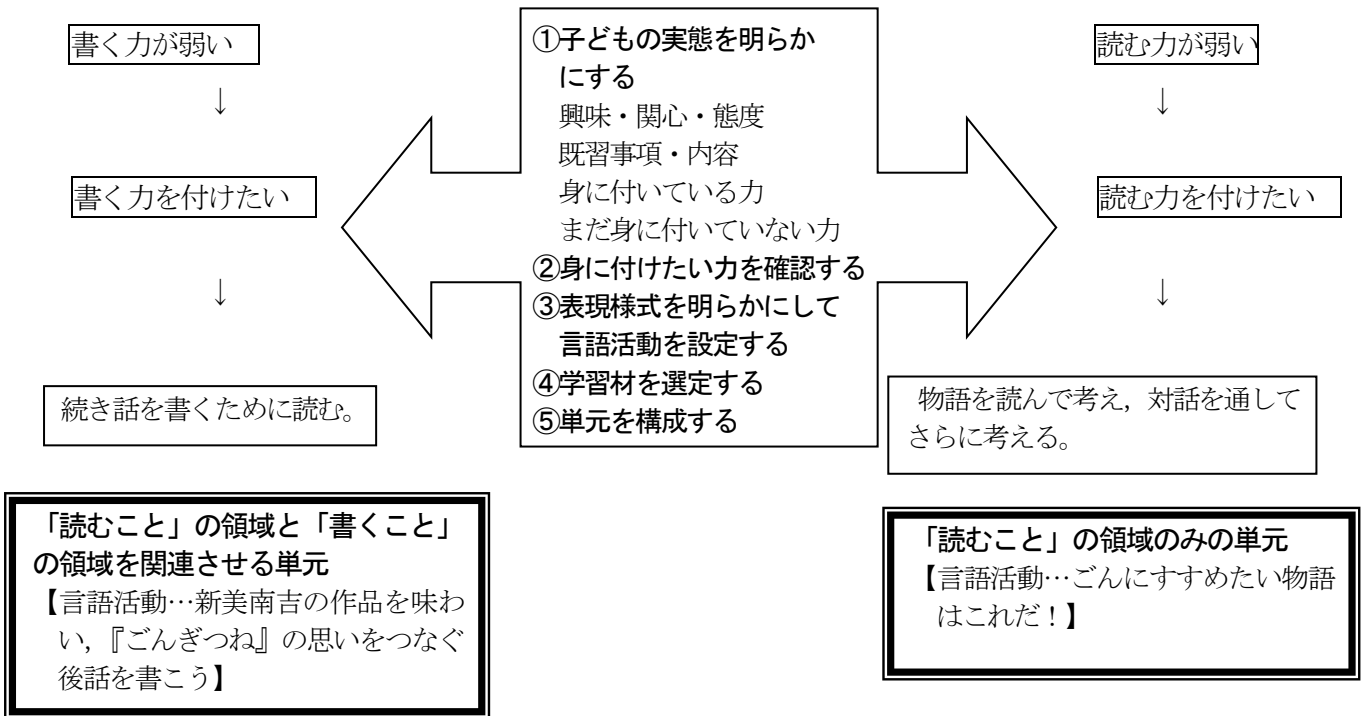 書く力が弱い
↓
書く力を付けたい
↓
続き話を書くために読む。
「読むこと」の領域と「書くこと」
の領域を関連させる単元
【言語活動…新美南吉の作品を味わ
い，『ごんぎつね』の思いをつなぐ
後話を書こう】
①子どもの実態を明らか
にする
興味・関心・態度
既習事項・内容
身に付いている力
まだ身に付いていない力
②身に付けたい力を確認する
③表現様式を明らかにして
言語活動を設定する
④学習材を選定する
⑤単元を構成する
読む力が弱い
↓
読む力を付けたい
↓
物語を読んで考え，対話を通して
さらに考える。
「読むこと」の領域のみの単元
【言語活動…ごんにすすめたい物語
はこれだ！】